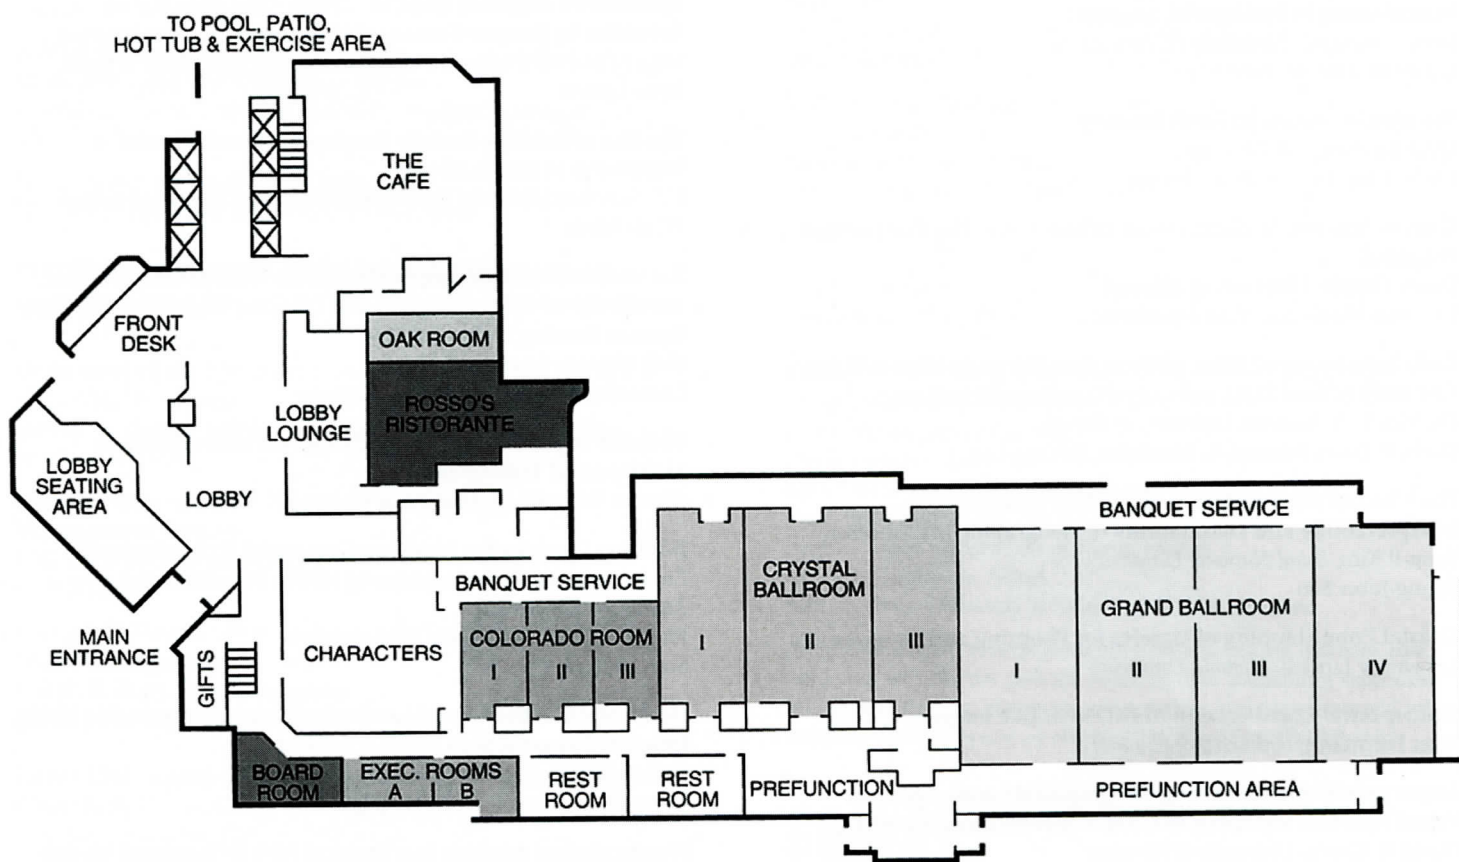 TO POOL, PATIO,
HOT TUB & EXERCISE AREA
THE
CAFE
FRONT
DESK
OAK ROOM
ROSSO'S
RISTORANTE
LOBBY
LOUNGE
LOBBY
SEATING
AREA
LOBBY
BANQUET SERVICE
BANQUET SERVICE
CRYSTAL
BALLROOM
I
II
III
GRAND BALLROOM
I
II
III
IV
COLORADO ROOM
I
II
III
MAIN
ENTRANCE
GIFTS
CHARACTERS
BOARD
ROOM
EXEC. ROOMS
A
B
REST
ROOM
REST
ROOM
PREFUNCTION
PREFUNCTION AREA